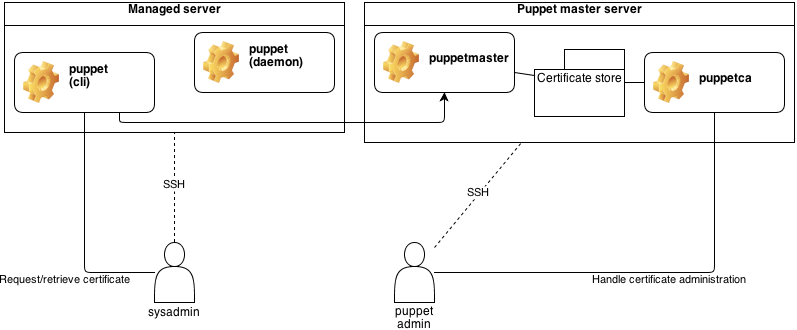 Managed server
Puppet master server
puppet
(cli)
puppet
(daemon)
puppetmaster
Certificate store
puppetca
SSH
SSH
Request/retrieve certificate
Handle certificate administration
sysadmin
puppet
admin